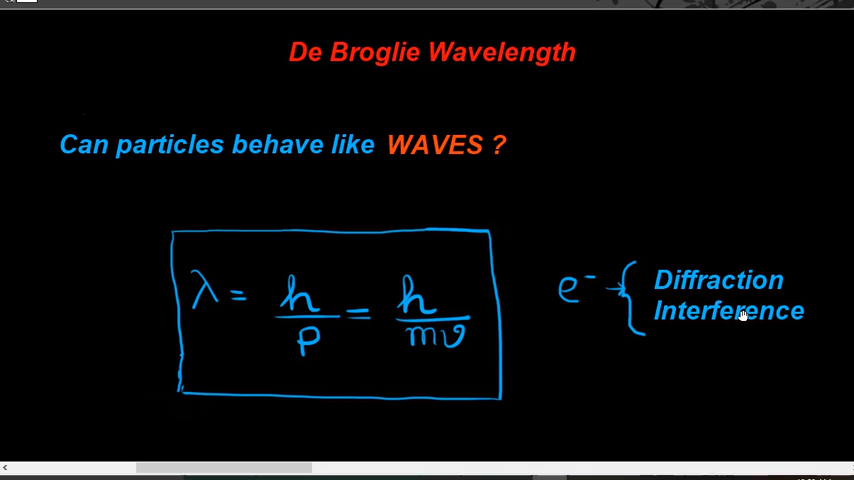 De Broglie Wavelength
Can particles behave like WAVES ?
λ = h/p = h/mv
e⁻ → { Diffraction
Interference